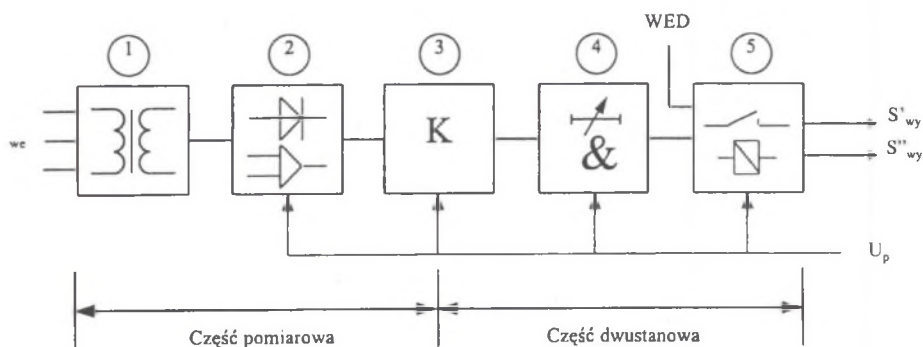 WED
1 2 3 4 5
we
K
&
S'wy
S''wy
Up
Część pomiarowa
Część dwustanowa